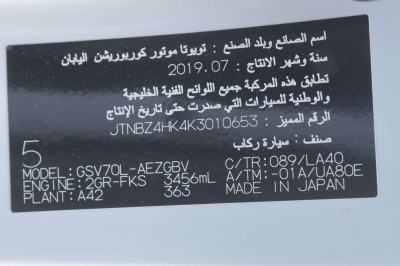 اسم الصانع وبلد الصنع : تويوتا موتور كوربوريشن اليابان
سنة وشهر الانتاج : 2019.07
تطابق هذه المركبة جميع اللوائح الفنية الخليجية
والوطنية للسيارات التي صدرت حتى تاريخ الإنتاج
الرقم المميز : JTNBZ4HK4K3010653
صنف : سيارة ركاب
5
MODEL:GSV70L-AEZGBV C/TR:089/LA40
ENGINE:2GR-FKS 3456mL A/TM:-01A/UA80E
PLANT:A42 363 MADE IN JAPAN